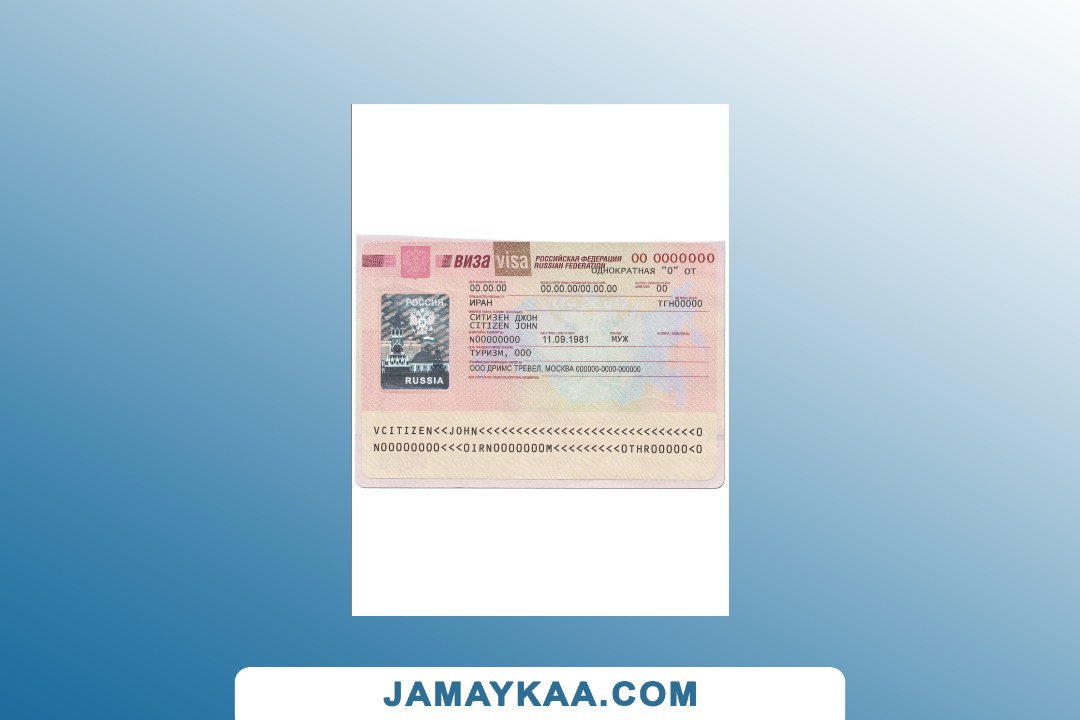 ВИЗА visa РОССИЙСКАЯ ФЕДЕРАЦИЯ 00 0000000
RUSSIAN FEDERATION
ОДНОКРАТНАЯ "0" ОТ
00.00.00 00.00.00/00.00.00 00
ИРАН ТГН00000
РОССИЯ
СИТИЗЕН ДЖОН
CITIZEN JOHN
N00000000 11.09.1981 МУЖ
ТУРИЗМ, 000
ООО ДРИМС ТРЕВЕЛ, МОСКВА 000000-0000-000000
RUSSIA
VCITIZEN<<JOHN<<<<<<<<<<<<<<<<<<<<<<<<<<<<<0
N00000000<<<0IRN0000000M<<<<<<<<<0THR00000<0
JAMAYKAA.COM